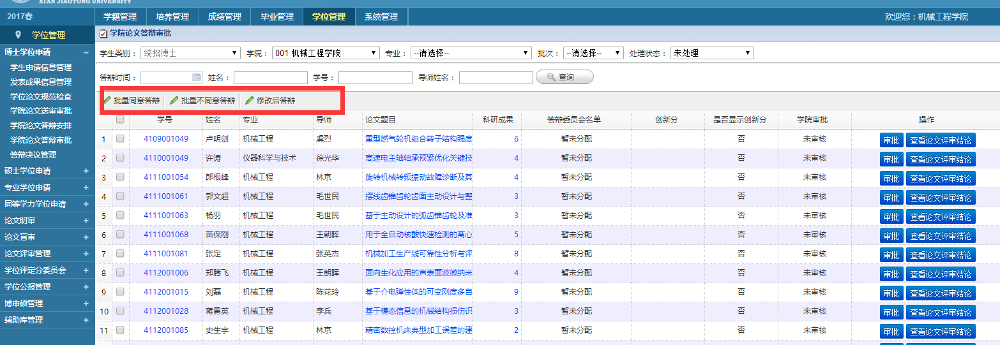 XIAN JIAOTONG UNIVERSITY
2017春
学籍管理 培养管理 成绩管理 毕业管理 学位管理 系统管理 欢迎您：机械工程学院
学位管理
学院论文答辩审批
博士学位申请 −
学生申请信息管理
发表成果信息管理
学位论文规范检查
学院论文送审审批
学院论文答辩安排
学院论文答辩审批
答辩决议管理
硕士学位申请 +
专业学位申请 +
同等学力学位申请 +
论文明审 +
论文盲审 +
论文评审管理 +
学位评定分委员会 +
学位公报管理 +
博申硕管理 +
辅助库管理 +
学生类别： 统招博士 学院： 001 机械工程学院 专业： --请选择-- 批次： --请选择-- 处理状态： 未处理
答辩时间： 姓名： 学号： 导师姓名： 查询
批量同意答辩 批量不同意答辩 修改后答辩
学号 姓名 专业 导师 论文题目 科研成果 答辩委员会名单 创新分 是否显示创新分 学院审批 操作
1 4109001049 卢明剑 机械工程 虞烈 重型燃气轮机组合转子结构强度 6 暂未分配 否 未审核 审批 查看论文评审结论
2 4110001049 许涛 仪器科学与技术 徐光华 高速电主轴轴承预紧优化关键技 4 暂未分配 否 未审核 审批 查看论文评审结论
3 4111001054 郎根峰 机械工程 林京 旋转机械转频振动故障诊断及其 4 暂未分配 否 未审核 审批 查看论文评审结论
4 4111001061 郭文超 机械工程 毛世民 摆线齿锥齿轮齿面主动设计与整 3 暂未分配 否 未审核 审批 查看论文评审结论
5 4111001063 杨羽 机械工程 毛世民 基于主动设计的弧齿锥齿轮及准 3 暂未分配 否 未审核 审批 查看论文评审结论
6 4111001068 苗保刚 机械工程 王朝晖 用于全自动核酸快速检测的离心 5 暂未分配 否 未审核 审批 查看论文评审结论
7 4111001081 张定 机械工程 张英杰 机械加工生产线可靠性分析与评 8 暂未分配 否 未审核 审批 查看论文评审结论
8 4112001006 郑腾飞 机械工程 王朝晖 面向生化应用的声表面波微纳米 4 暂未分配 否 未审核 审批 查看论文评审结论
9 4112001015 刘磊 机械工程 陈花玲 基于介电弹性体的可变刚度多自 9 暂未分配 否 未审核 审批 查看论文评审结论
10 4112001028 蒋勇英 机械工程 李兵 基于模态信息的机械结构损伤识 3 暂未分配 否 未审核 审批 查看论文评审结论
11 4112001085 史生宇 机械工程 林京 精密数控机床典型加工误差的建 2 暂未分配 否 未审核 审批 查看论文评审结论